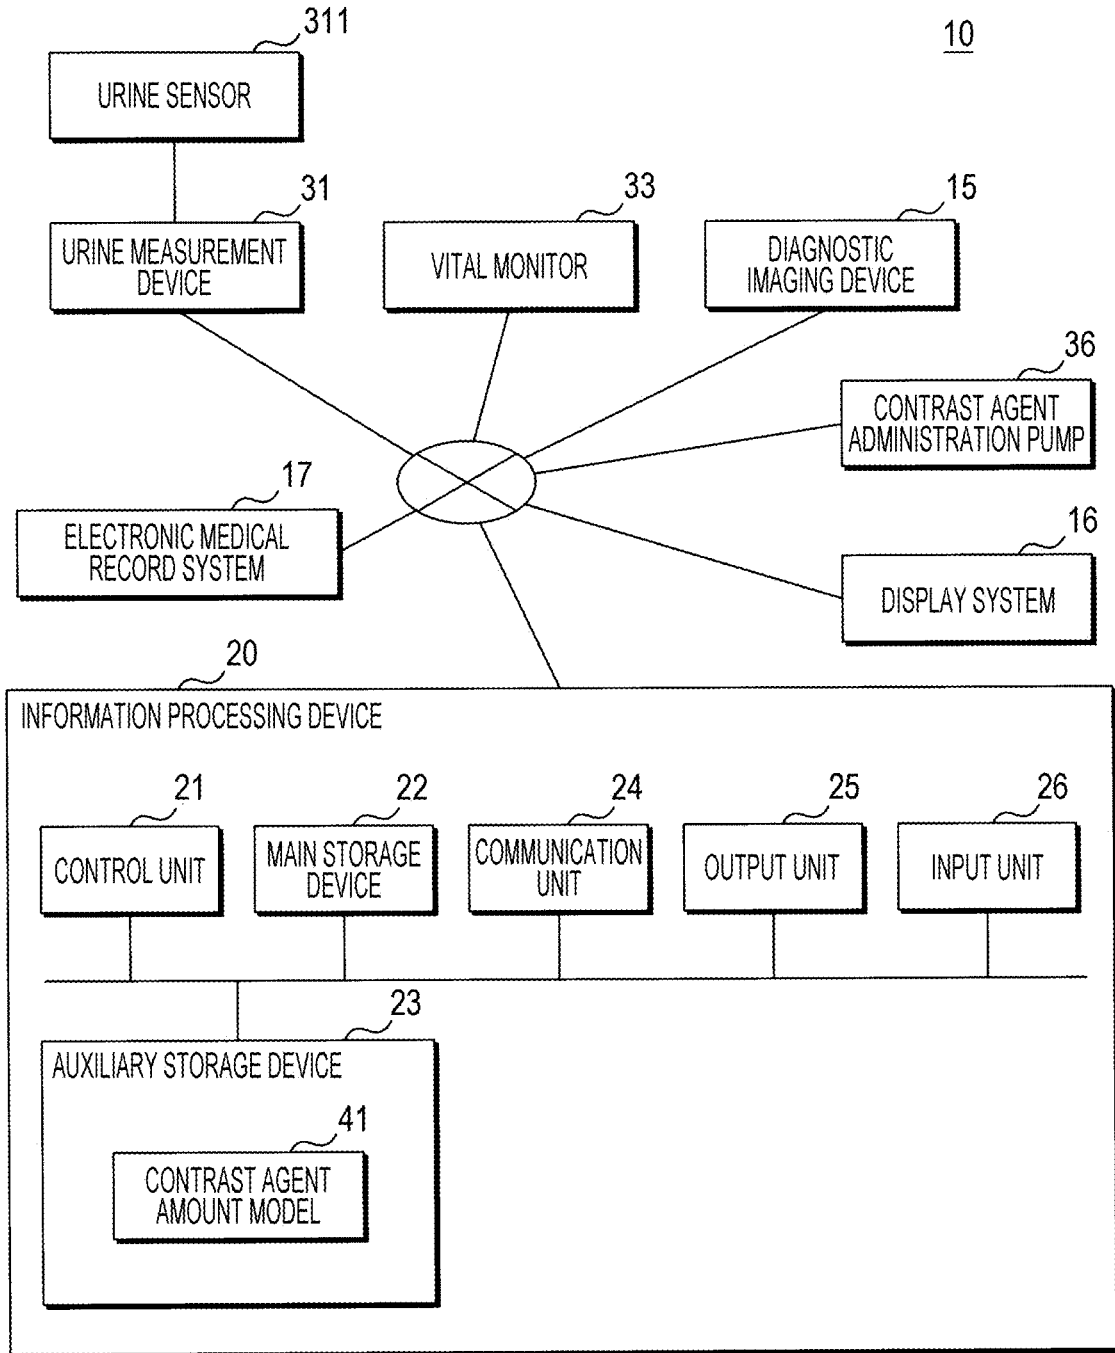 311
10
URINE SENSOR
31
33
15
URINE MEASUREMENT
DEVICE
VITAL MONITOR
DIAGNOSTIC
IMAGING DEVICE
36
CONTRAST AGENT
ADMINISTRATION PUMP
17
ELECTRONIC MEDICAL
RECORD SYSTEM
16
DISPLAY SYSTEM
20
INFORMATION PROCESSING DEVICE
21
22
24
25
26
CONTROL UNIT
MAIN STORAGE
DEVICE
COMMUNICATION
UNIT
OUTPUT UNIT
INPUT UNIT
23
AUXILIARY STORAGE DEVICE
41
CONTRAST AGENT
AMOUNT MODEL